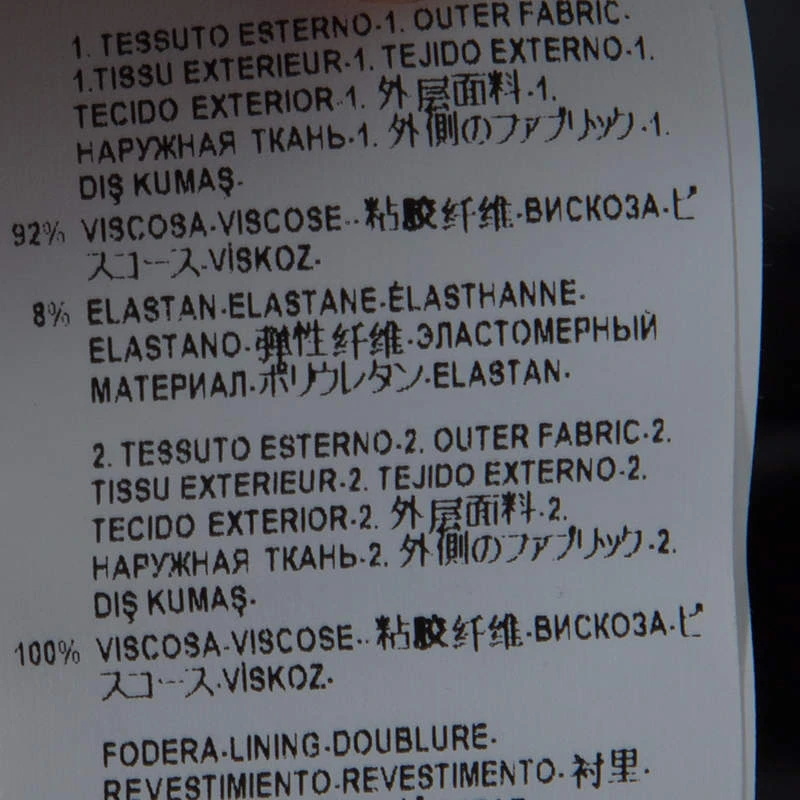 1. TESSUTO ESTERNO·1. OUTER FABRIC·
1.TISSU EXTERIEUR·1. TEJIDO EXTERNO·1.
TECIDO EXTERIOR·1. 外层面料·1.
НАРУЖНАЯ ТКАНЬ·1. 外側のファブリック·1.
DIŞ KUMAŞ·
92% VISCOSA·VISCOSE··粘胶纤维·ВИСКОЗА·ビ
スコース·VİSKOZ·
8% ELASTAN·ELASTANE·ÉLASTHANNE·
ELASTANO·弹性纤维·ЭЛАСТОМЕРНЫЙ
МАТЕРИАЛ·ポリウレタン·ELASTAN·
2. TESSUTO ESTERNO·2. OUTER FABRIC·2.
TISSU EXTERIEUR·2. TEJIDO EXTERNO·2.
TECIDO EXTERIOR·2. 外层面料·2.
НАРУЖНАЯ ТКАНЬ·2. 外側のファブリック·2.
DIŞ KUMAŞ·
100% VISCOSA·VISCOSE··粘胶纤维·ВИСКОЗА·ビ
スコース·VİSKOZ·
FODERA·LINING·DOUBLURE·
REVESTIMIENTO·REVESTIMENTO·衬里·